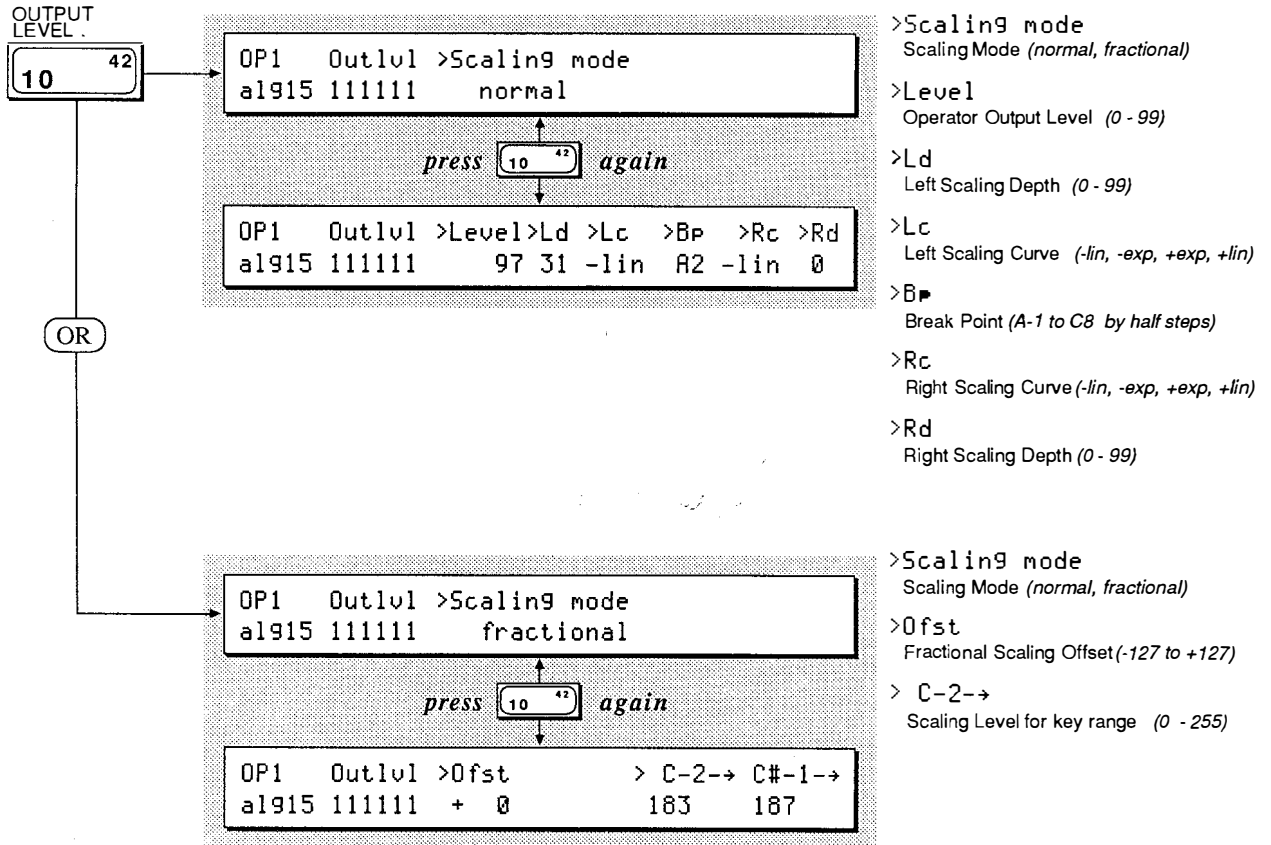 OUTPUT
LEVEL .
10 42
OP1 Outlvl >Scaling mode
alg15 111111 normal
press 10 42 again
OP1 Outlvl >Level>Ld >Lc >Bp >Rc >Rd
alg15 111111 97 31 -lin A2 -lin 0
OR
>Scaling mode
Scaling Mode (normal, fractional)
>Level
Operator Output Level (0 - 99)
>Ld
Left Scaling Depth (0 - 99)
>Lc
Left Scaling Curve (-lin, -exp, +exp, +lin)
>Bp
Break Point (A-1 to C8 by half steps)
>Rc
Right Scaling Curve (-lin, -exp, +exp, +lin)
>Rd
Right Scaling Depth (0 - 99)
OP1 Outlvl >Scaling mode
alg15 111111 fractional
press 10 42 again
OP1 Outlvl >Ofst > C-2→ C#-1→
alg15 111111 + 0 183 187
>Scaling mode
Scaling Mode (normal, fractional)
>Ofst
Fractional Scaling Offset (-127 to +127)
> C-2→
Scaling Level for key range (0 - 255)